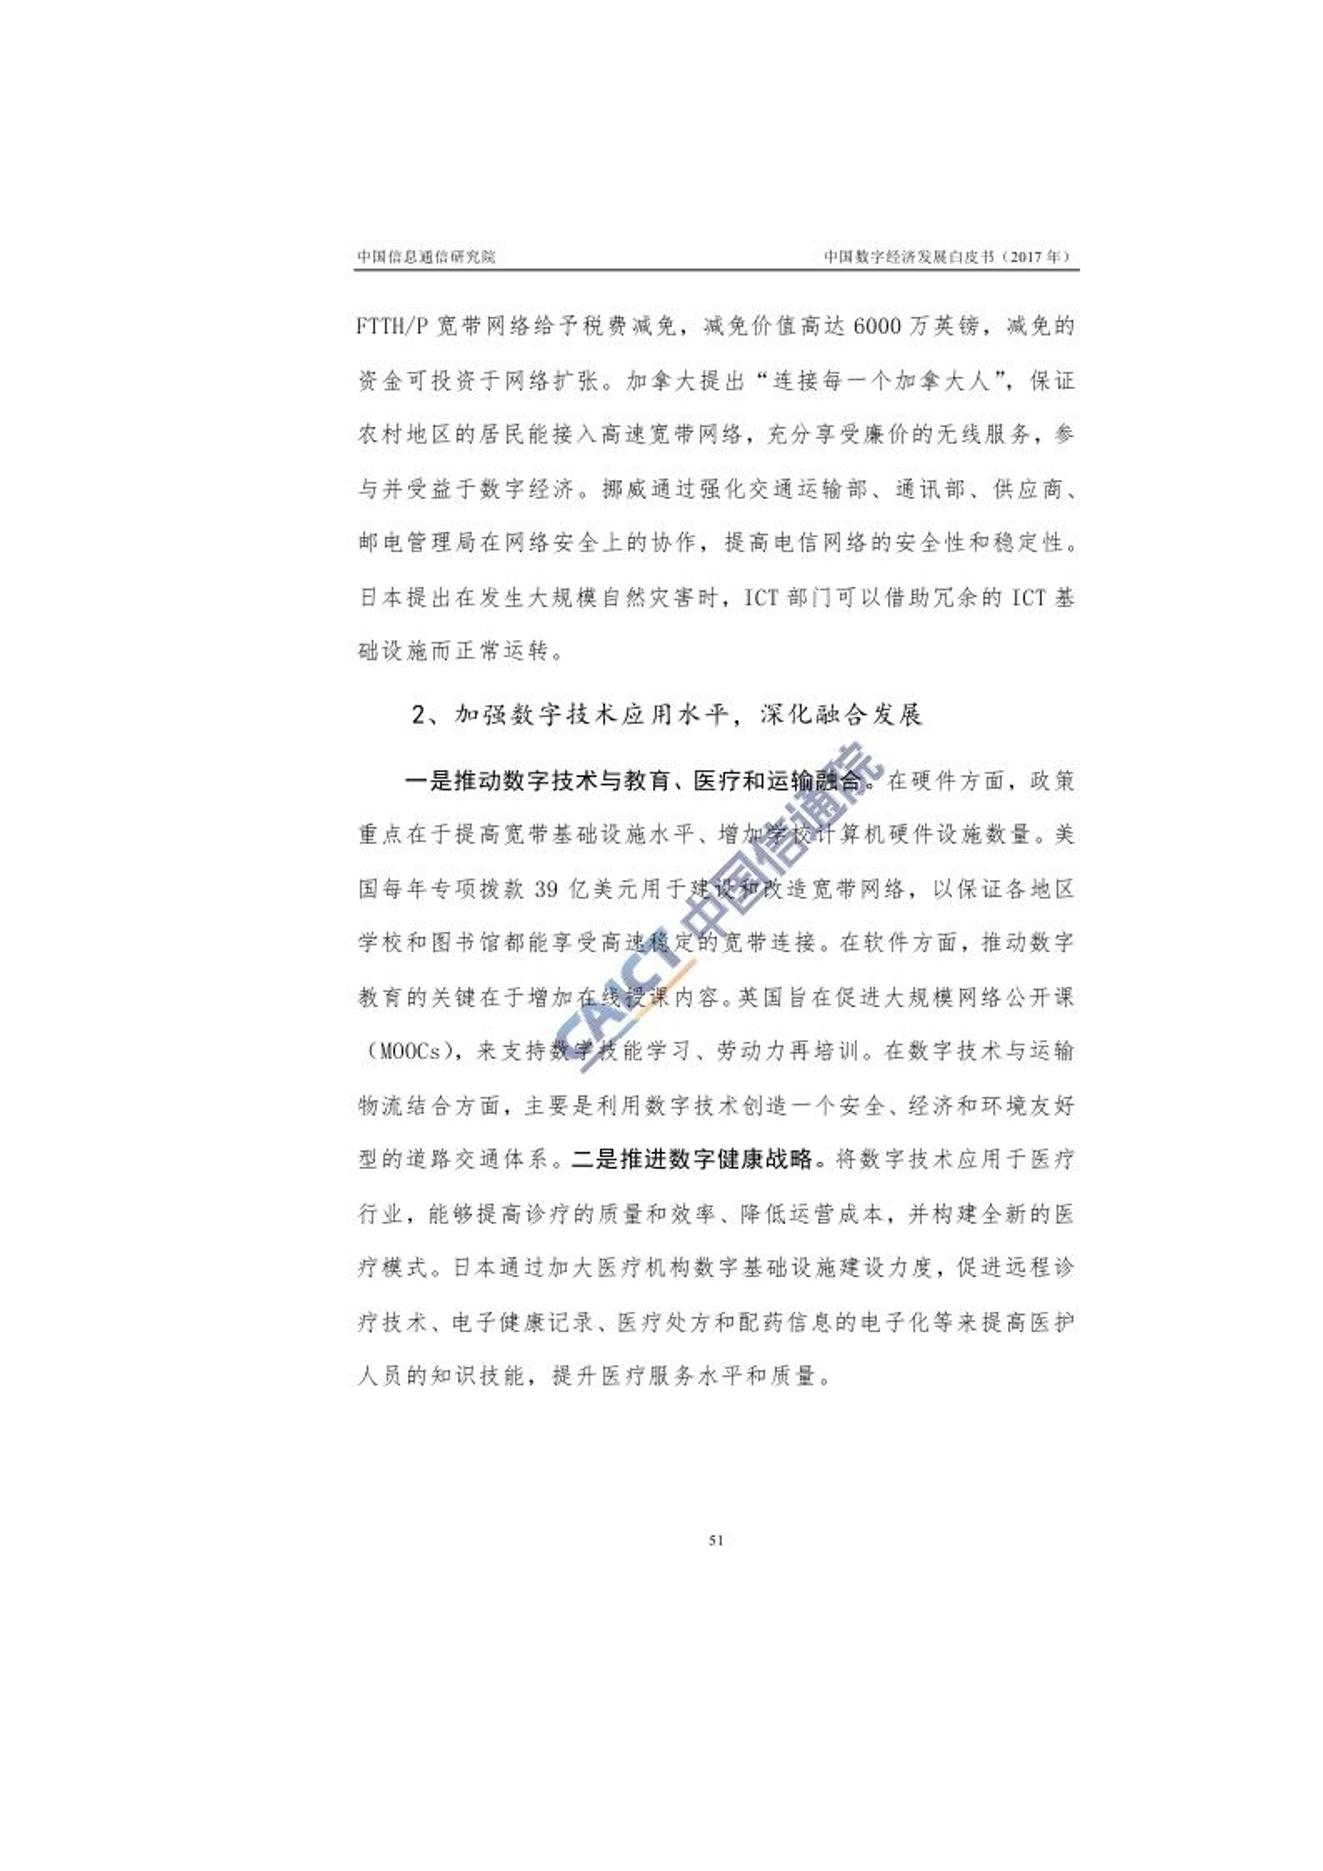 中国信息通信研究院 中国数字经济发展白皮书（2017 年）
FTTH/P 宽带网络给予税费减免，减免价值高达 6000 万英镑，减免的
资金可投资于网络扩张。加拿大提出“连接每一个加拿大人”，保证
农村地区的居民能接入高速宽带网络，充分享受廉价的无线服务，参
与并受益于数字经济。挪威通过强化交通运输部、通讯部、供应商、
邮电管理局在网络安全上的协作，提高电信网络的安全性和稳定性。
日本提出在发生大规模自然灾害时，ICT 部门可以借助冗余的 ICT 基
础设施而正常运转。
2、加强数字技术应用水平，深化融合发展
一是推动数字技术与教育、医疗和运输融合。在硬件方面，政策
重点在于提高宽带基础设施水平、增加学校计算机硬件设施数量。美
国每年专项拨款 39 亿美元用于建设和改造宽带网络，以保证各地区
学校和图书馆都能享受高速稳定的宽带连接。在软件方面，推动数字
教育的关键在于增加在线授课内容。英国旨在促进大规模网络公开课
（MOOCs），来支持数字技能学习、劳动力再培训。在数字技术与运输
物流结合方面，主要是利用数字技术创造一个安全、经济和环境友好
型的道路交通体系。二是推进数字健康战略。将数字技术应用于医疗
行业，能够提高诊疗的质量和效率、降低运营成本，并构建全新的医
疗模式。日本通过加大医疗机构数字基础设施建设力度，促进远程诊
疗技术、电子健康记录、医疗处方和配药信息的电子化等来提高医护
人员的知识技能，提升医疗服务水平和质量。
CAICT 中国信通院
51